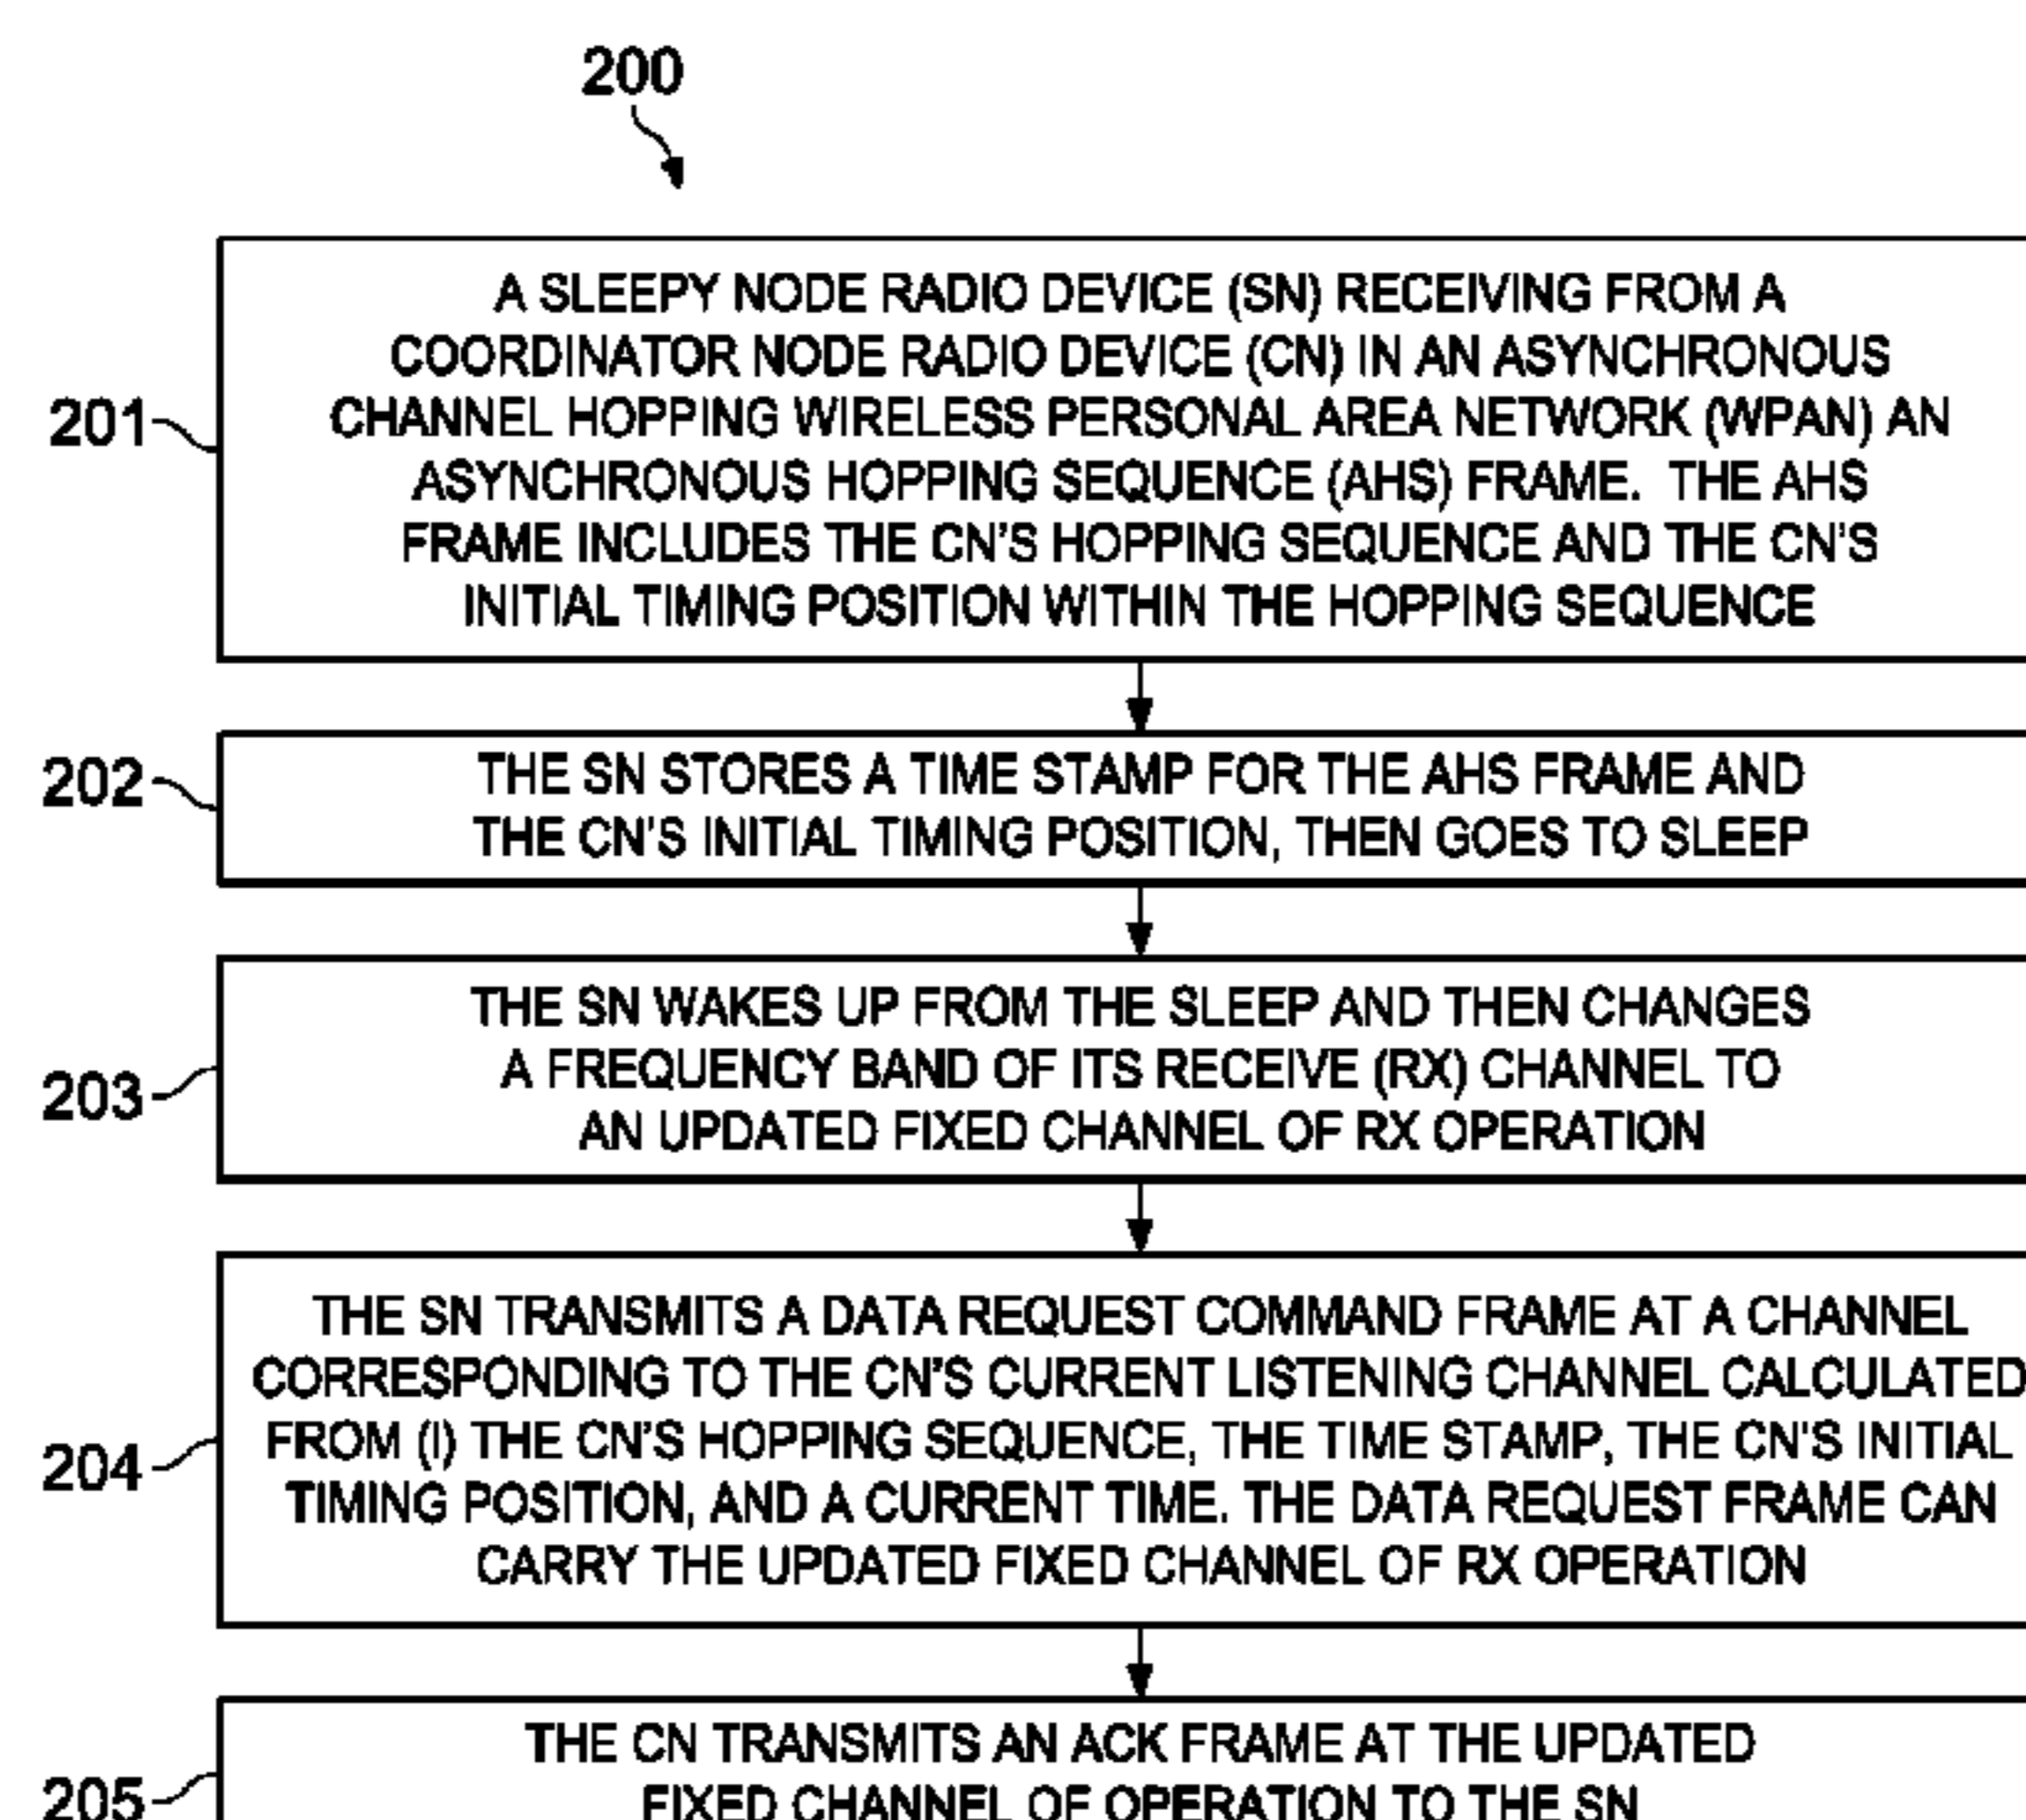 200
A SLEEPY NODE RADIO DEVICE (SN) RECEIVING FROM A
COORDINATOR NODE RADIO DEVICE (CN) IN AN ASYNCHRONOUS
CHANNEL HOPPING WIRELESS PERSONAL AREA NETWORK (WPAN) AN
ASYNCHRONOUS HOPPING SEQUENCE (AHS) FRAME. THE AHS
FRAME INCLUDES THE CN'S HOPPING SEQUENCE AND THE CN'S
INITIAL TIMING POSITION WITHIN THE HOPPING SEQUENCE
201
THE SN STORES A TIME STAMP FOR THE AHS FRAME AND
THE CN'S INITIAL TIMING POSITION, THEN GOES TO SLEEP
202
THE SN WAKES UP FROM THE SLEEP AND THEN CHANGES
A FREQUENCY BAND OF ITS RECEIVE (RX) CHANNEL TO
AN UPDATED FIXED CHANNEL OF RX OPERATION
203
THE SN TRANSMITS A DATA REQUEST COMMAND FRAME AT A CHANNEL
CORRESPONDING TO THE CN'S CURRENT LISTENING CHANNEL CALCULATED
FROM (I) THE CN'S HOPPING SEQUENCE, THE TIME STAMP, THE CN'S INITIAL
TIMING POSITION, AND A CURRENT TIME. THE DATA REQUEST FRAME CAN
CARRY THE UPDATED FIXED CHANNEL OF RX OPERATION
204
THE CN TRANSMITS AN ACK FRAME AT THE UPDATED
FIXED CHANNEL OF OPERATION TO THE SN
205